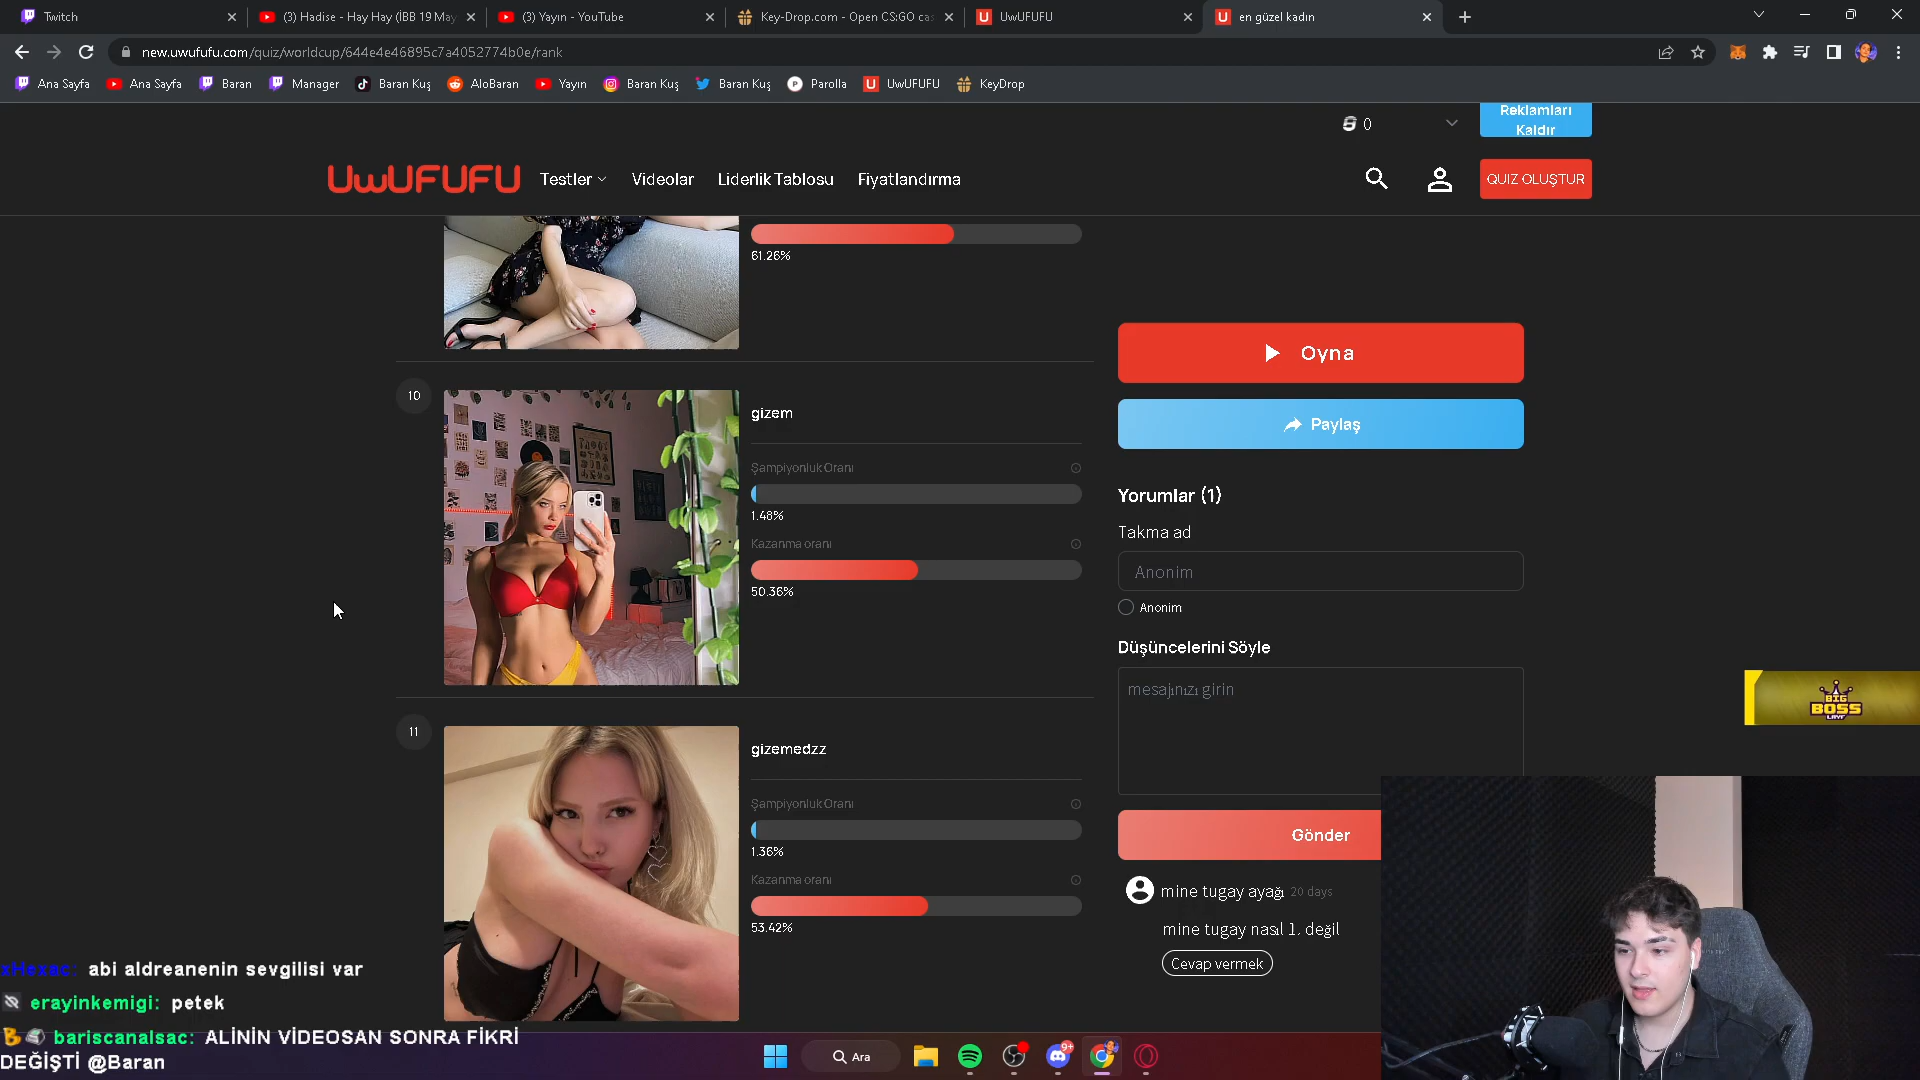 Twitch
(3) Hadise - Hay Hay (İBB 19 May
(3) Yayın - YouTube
Key-Drop.com - Open CS:GO cas
UwUFUFU
en güzel kadın
new.uwufufu.com/quiz/worldcup/644e4e46895c7a4052774b0e/rank
Ana Sayfa
Ana Sayfa
Baran
Manager
Baran Kuş
AloBaran
Yayın
Baran Kuş
Baran Kuş
Parolla
UwUFUFU
KeyDrop
0
Reklamları
Kaldır
UwUFUFU
Testler
Videolar
Liderlik Tablosu
Fiyatlandırma
QUIZ OLUŞTUR
61.26%
Oyna
10
gizem
Paylaş
Şampiyonluk Oranı
1.48%
Kazanma oranı
50.36%
Yorumlar (1)
Takma ad
Anonim
Anonim
Düşüncelerini Söyle
mesajınızı girin
BIG
BOSS
LAYF
11
gizemedzz
Şampiyonluk Oranı
1.36%
Kazanma oranı
53.42%
Gönder
mine tugay ayağı 20 days
mine tugay nasıl 1. değil
Cevap vermek
xHexac: abi aldreanenin sevgilisi var
erayinkemigi: petek
bariscanalsac: ALİNİN VİDEOSAN SONRA FİKRİ
DEĞİŞTİ @Baran
Ara
9+